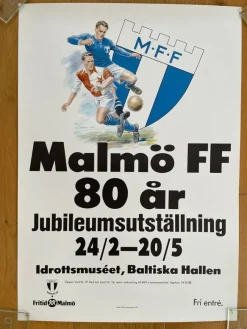 M·F·F
Malmö FF
80 år
Jubileumsutställning
24/2–20/5
Idrottsmuséet, Baltiska Hallen
Fritid Malmö
Fri entré.